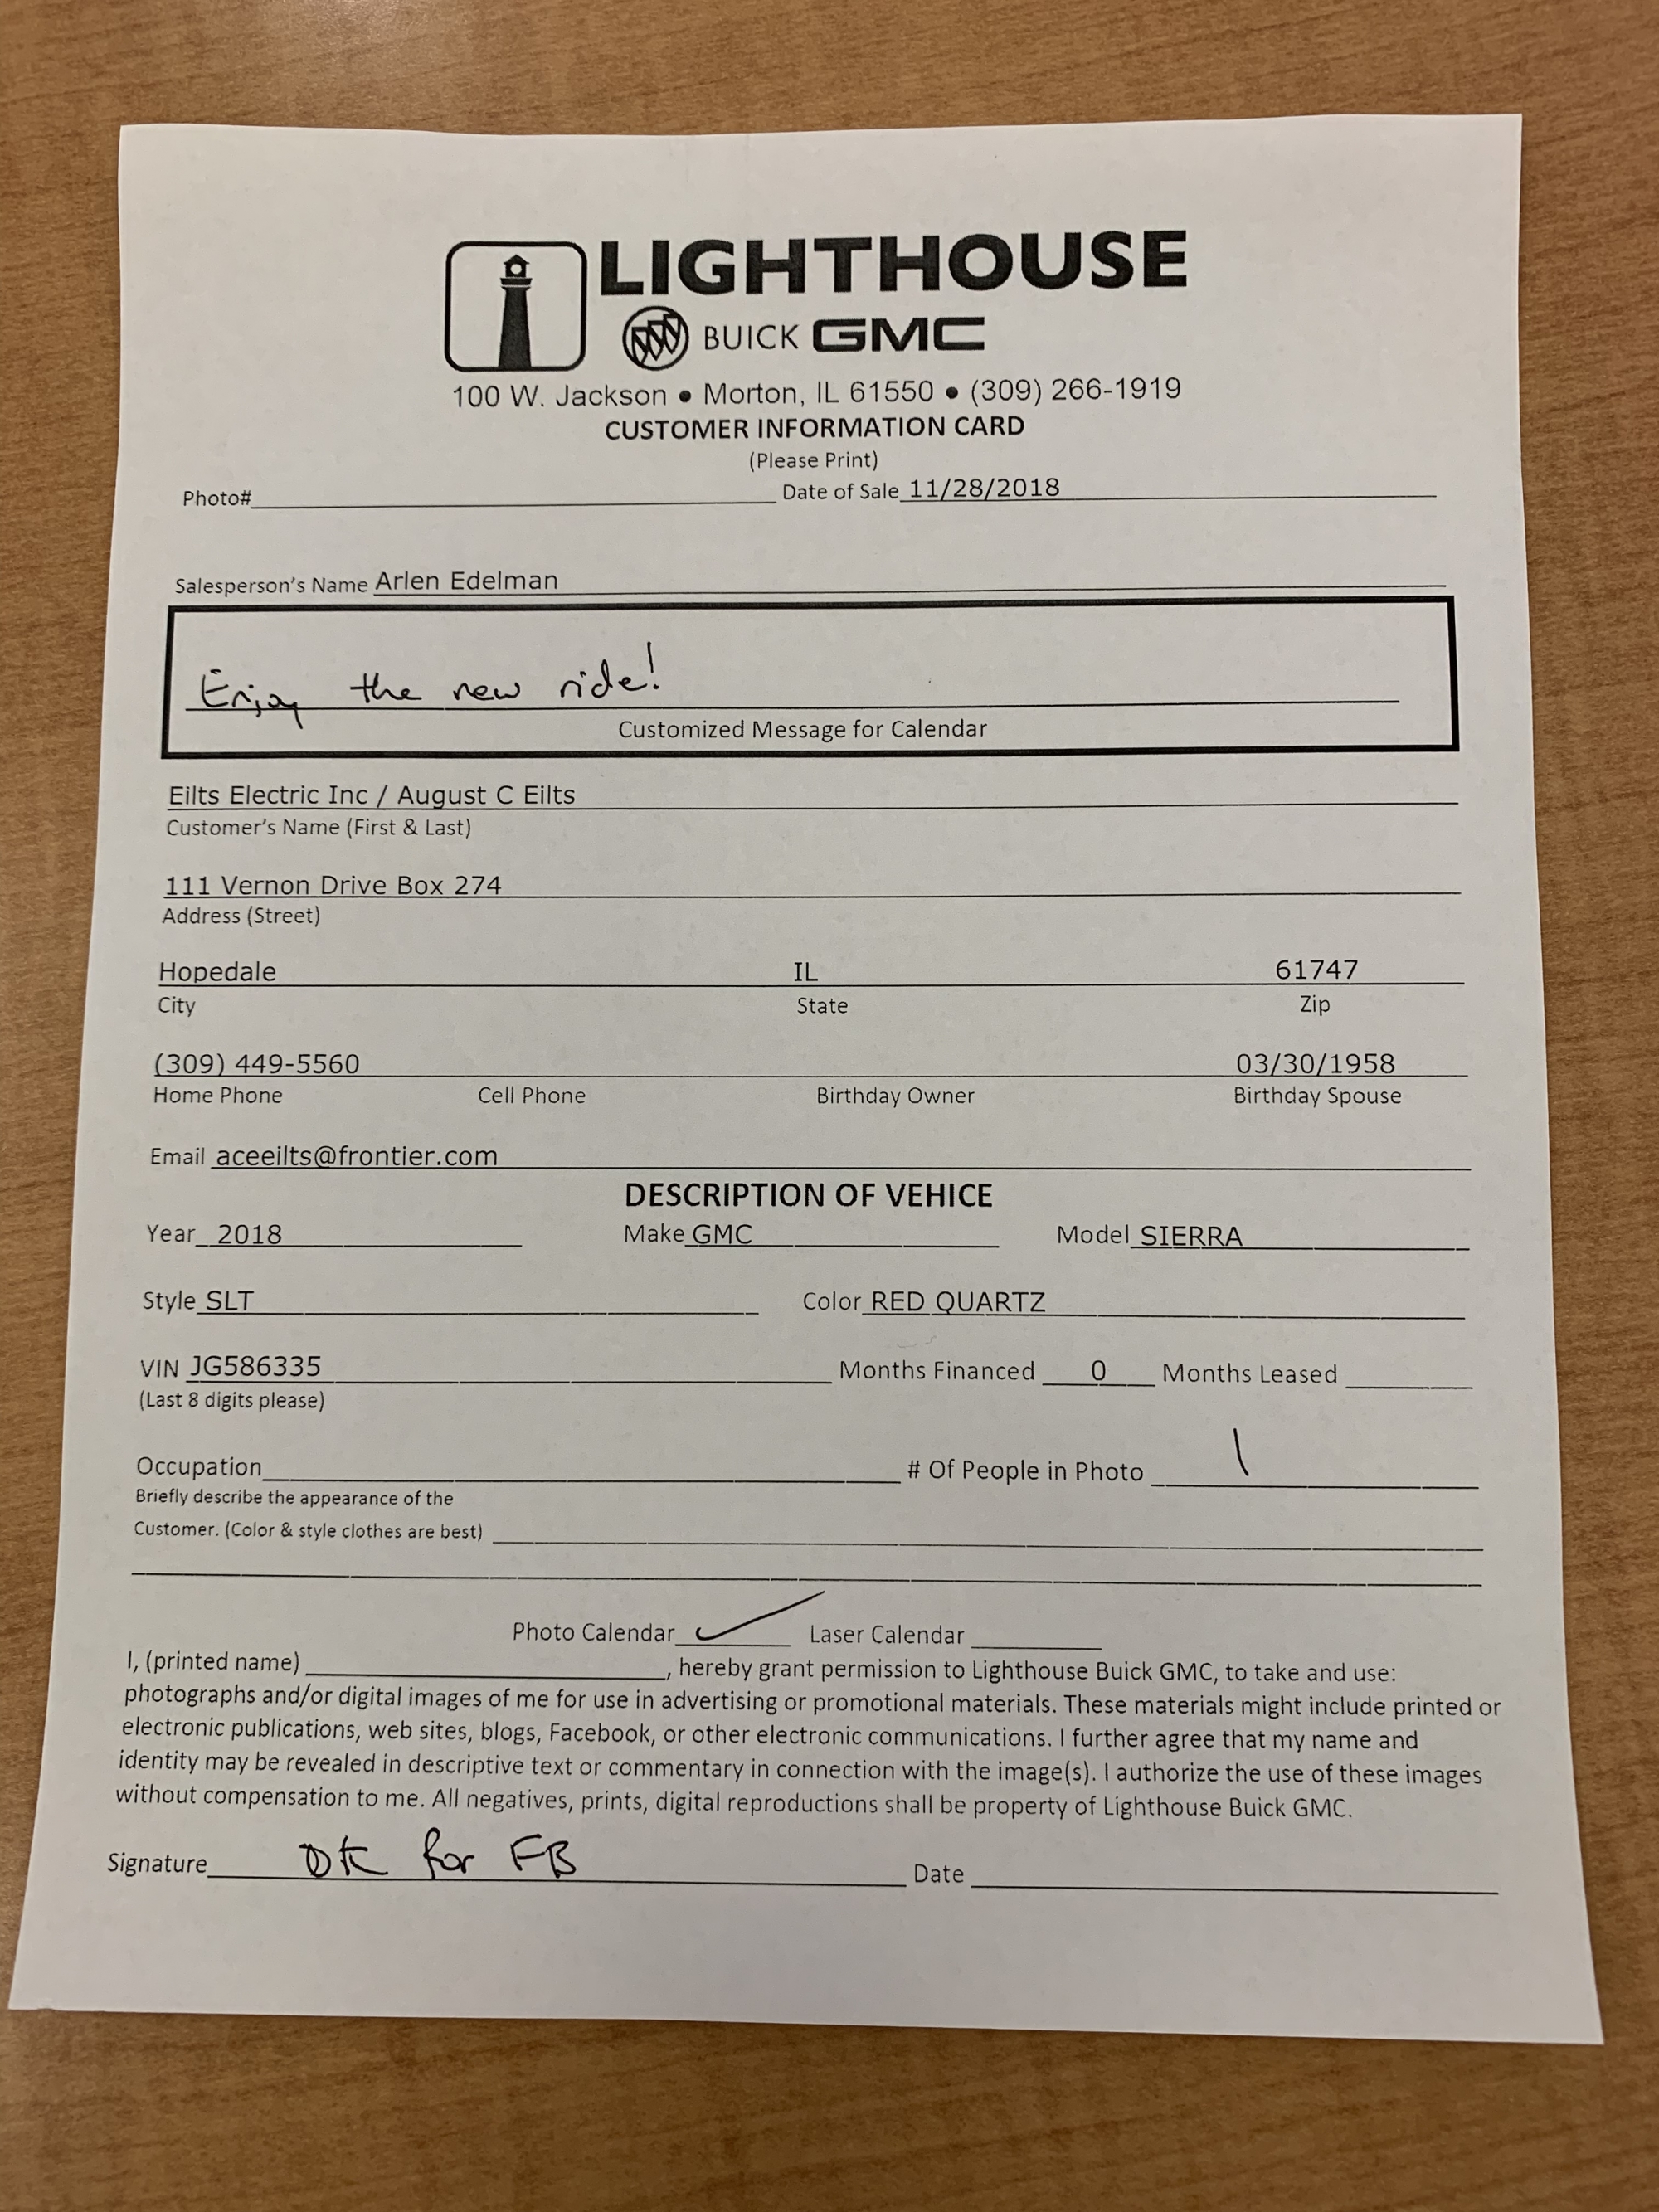 LIGHTHOUSE
BUICK GMC
100 W. Jackson • Morton, IL 61550 • (309) 266-1919
CUSTOMER INFORMATION CARD
(Please Print)
Photo# Date of Sale 11/28/2018
Salesperson's Name Arlen Edelman
Enjoy the new ride!
Customized Message for Calendar
Eilts Electric Inc / August C Eilts
Customer's Name (First & Last)
111 Vernon Drive Box 274
Address (Street)
Hopedale IL 61747
City State Zip
(309) 449-5560 03/30/1958
Home Phone Cell Phone Birthday Owner Birthday Spouse
Email aceeilts@frontier.com
DESCRIPTION OF VEHICE
Year 2018 Make GMC Model SIERRA
Style SLT Color RED QUARTZ
VIN JG586335 Months Financed 0 Months Leased
(Last 8 digits please)
Occupation # Of People in Photo 1
Briefly describe the appearance of the
Customer. (Color & style clothes are best)
Photo Calendar ✓ Laser Calendar
I, (printed name) , hereby grant permission to Lighthouse Buick GMC, to take and use:
photographs and/or digital images of me for use in advertising or promotional materials. These materials might include printed or
electronic publications, web sites, blogs, Facebook, or other electronic communications. I further agree that my name and
identity may be revealed in descriptive text or commentary in connection with the image(s). I authorize the use of these images
without compensation to me. All negatives, prints, digital reproductions shall be property of Lighthouse Buick GMC.
Signature OK for FB Date